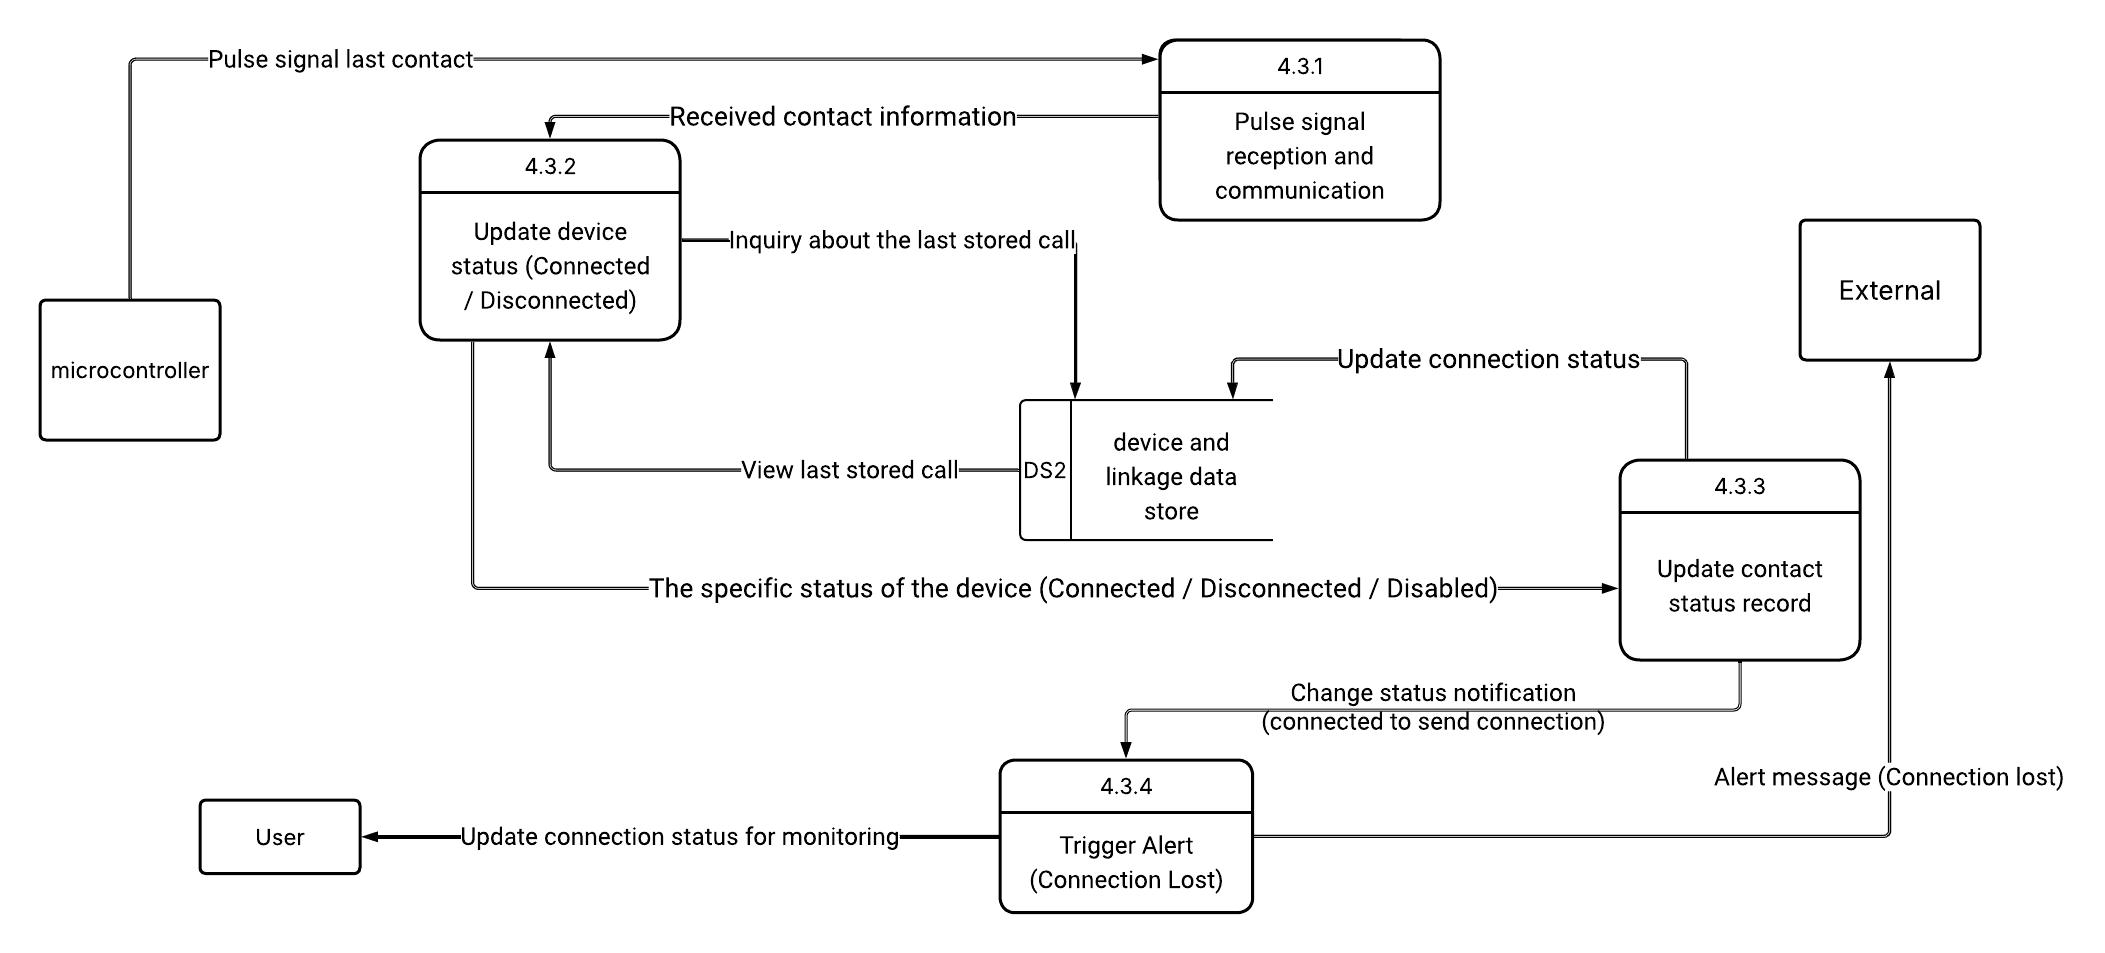 Pulse signal last contact
4.3.1
Pulse signal
reception and
communication
Received contact information
4.3.2
Update device
status (Connected
/ Disconnected)
Inquiry about the last stored call
External
microcontroller
Update connection status
DS2
device and
linkage data
store
View last stored call
4.3.3
Update contact
status record
The specific status of the device (Connected / Disconnected / Disabled)
Change status notification
(connected to send connection)
Alert message (Connection lost)
4.3.4
Trigger Alert
(Connection Lost)
Update connection status for monitoring
User